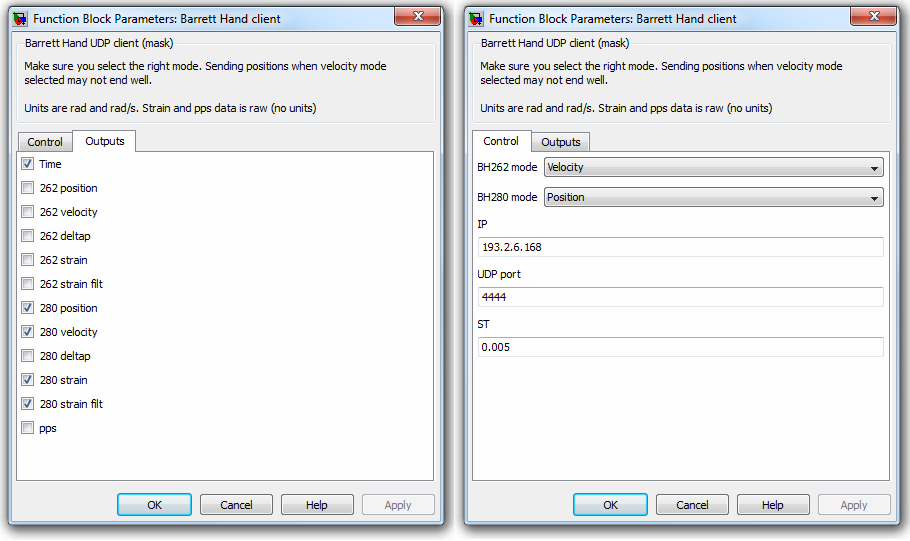 Function Block Parameters: Barrett Hand client
Barrett Hand UDP client (mask)
Make sure you select the right mode. Sending positions when velocity mode
selected may not end well.
Units are rad and rad/s. Strain and pps data is raw (no units)
Control
Outputs
Time
262 position
262 velocity
262 deltap
262 strain
262 strain filt
280 position
280 velocity
280 deltap
280 strain
280 strain filt
pps
OK
Cancel
Help
Apply
Function Block Parameters: Barrett Hand client
Barrett Hand UDP client (mask)
Make sure you select the right mode. Sending positions when velocity mode
selected may not end well.
Units are rad and rad/s. Strain and pps data is raw (no units)
Control
Outputs
BH262 mode Velocity
BH280 mode Position
IP
193.2.6.168
UDP port
4444
ST
0.005
OK
Cancel
Help
Apply